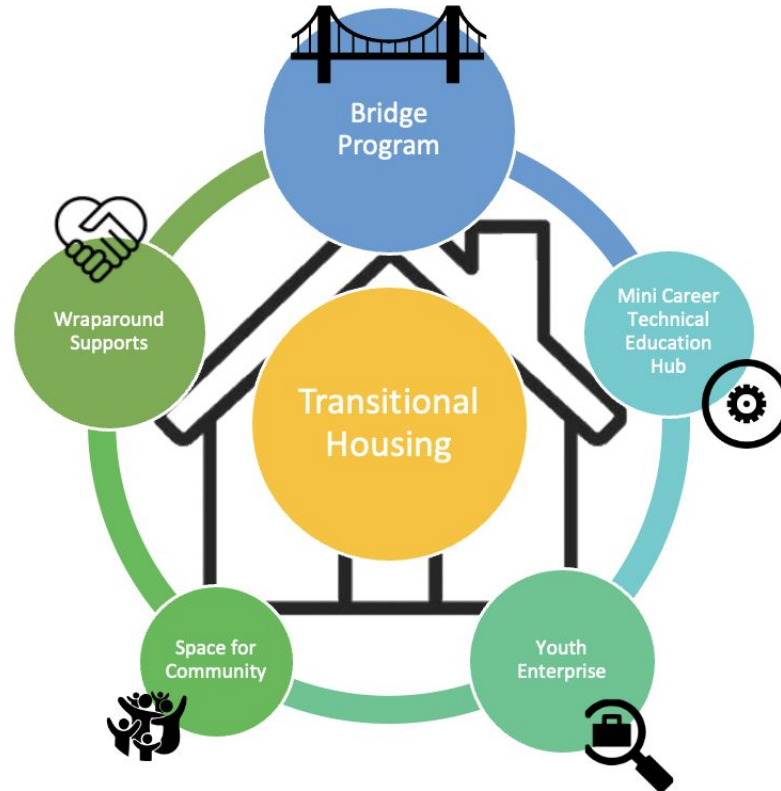 Bridge
Program
Wraparound
Supports
Mini Career
Technical
Education
Hub
Transitional
Housing
Space for
Community
Youth
Enterprise